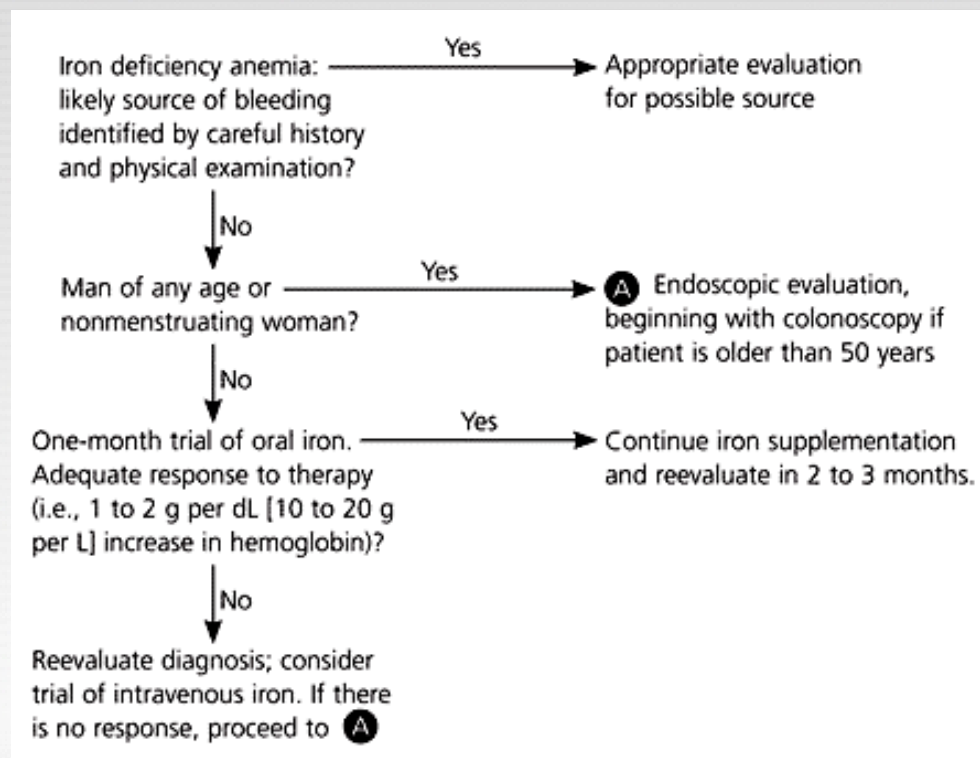 Iron deficiency anemia:
likely source of bleeding
identified by careful history
and physical examination?
Yes
Appropriate evaluation
for possible source
No
Man of any age or
nonmenstruating woman?
Yes
A Endoscopic evaluation,
beginning with colonoscopy if
patient is older than 50 years
No
One-month trial of oral iron.
Adequate response to therapy
(i.e., 1 to 2 g per dL [10 to 20 g
per L] increase in hemoglobin)?
Yes
Continue iron supplementation
and reevaluate in 2 to 3 months.
No
Reevaluate diagnosis; consider
trial of intravenous iron. If there
is no response, proceed to A